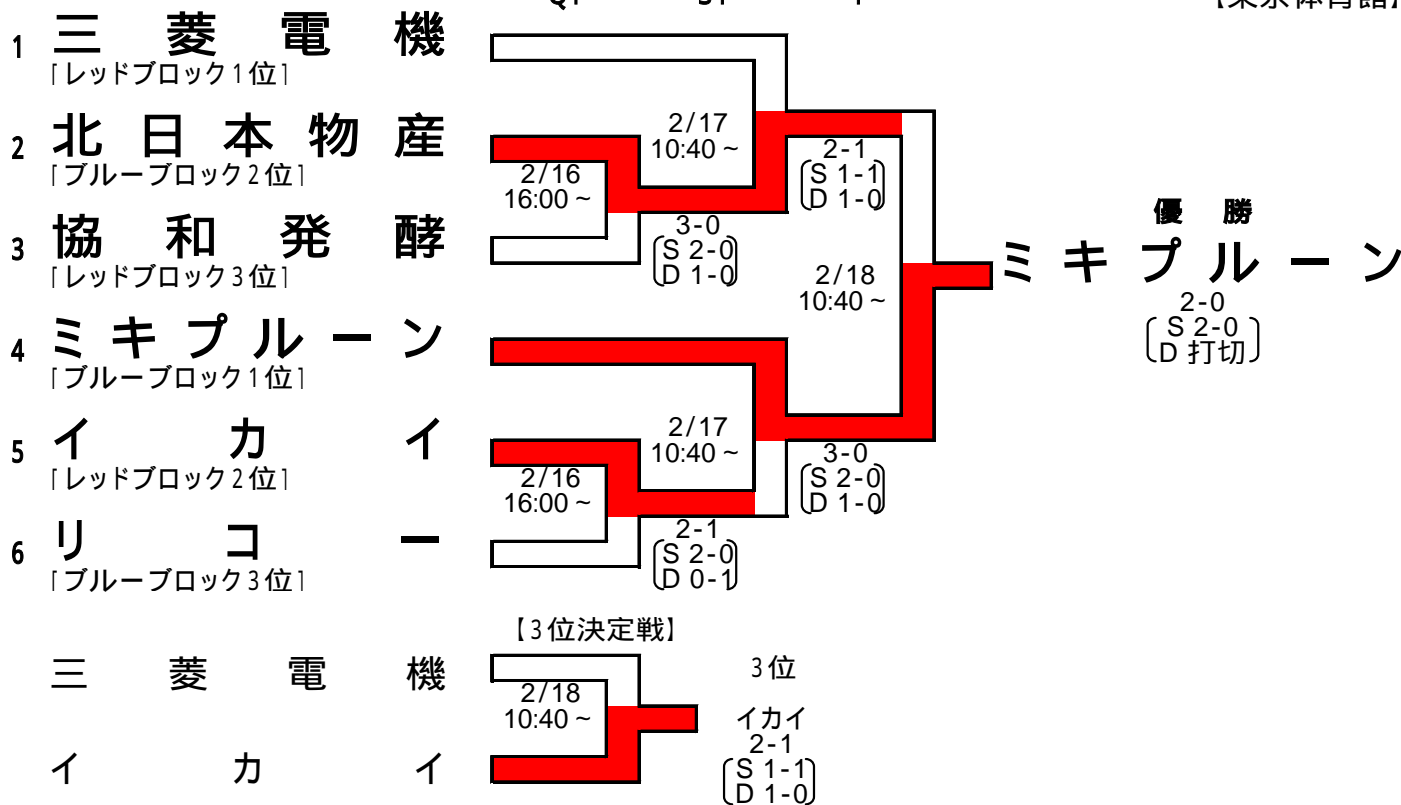 【東京体育館】
1 三菱電機
[レッドブロック1位]
2 北日本物産
[ブルーブロック2位]
3 協和発酵
[レッドブロック3位]
4 ミキプルーン
[ブルーブロック1位]
5 イカイ
[レッドブロック2位]
6 リコー
[ブルーブロック3位]
2/16
16:00 ~
2/17
10:40 ~
3-0
S 2-0
D 1-0
2-1
S 1-1
D 1-0
2/18
10:40 ~
2/17
10:40 ~
2/16
16:00 ~
2-1
S 2-0
D 0-1
3-0
S 2-0
D 1-0
優勝
ミキプルーン
2-0
S 2-0
D 打切
【3位決定戦】
三菱電機
イカイ
2/18
10:40 ~
3位
イカイ
2-1
S 1-1
D 1-0